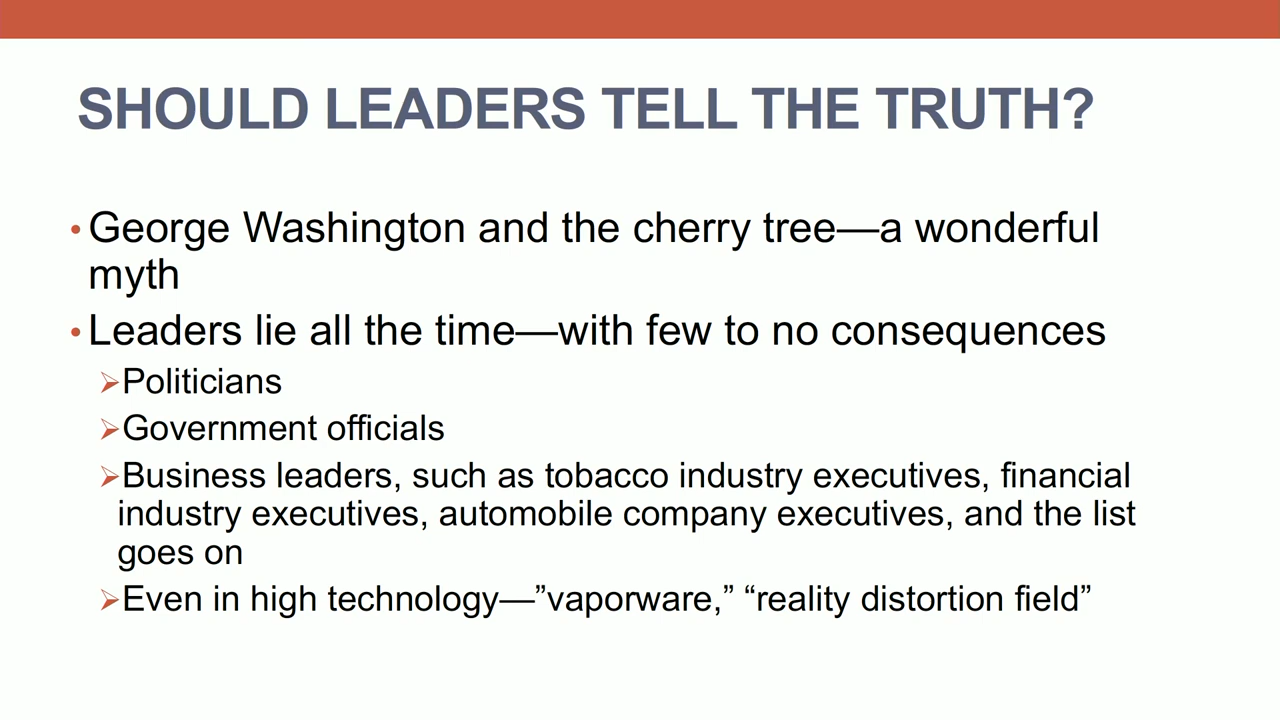 SHOULD LEADERS TELL THE TRUTH?
• George Washington and the cherry tree—a wonderful
myth
• Leaders lie all the time—with few to no consequences
➢Politicians
➢Government officials
➢Business leaders, such as tobacco industry executives, financial
industry executives, automobile company executives, and the list
goes on
➢Even in high technology—”vaporware,” “reality distortion field”